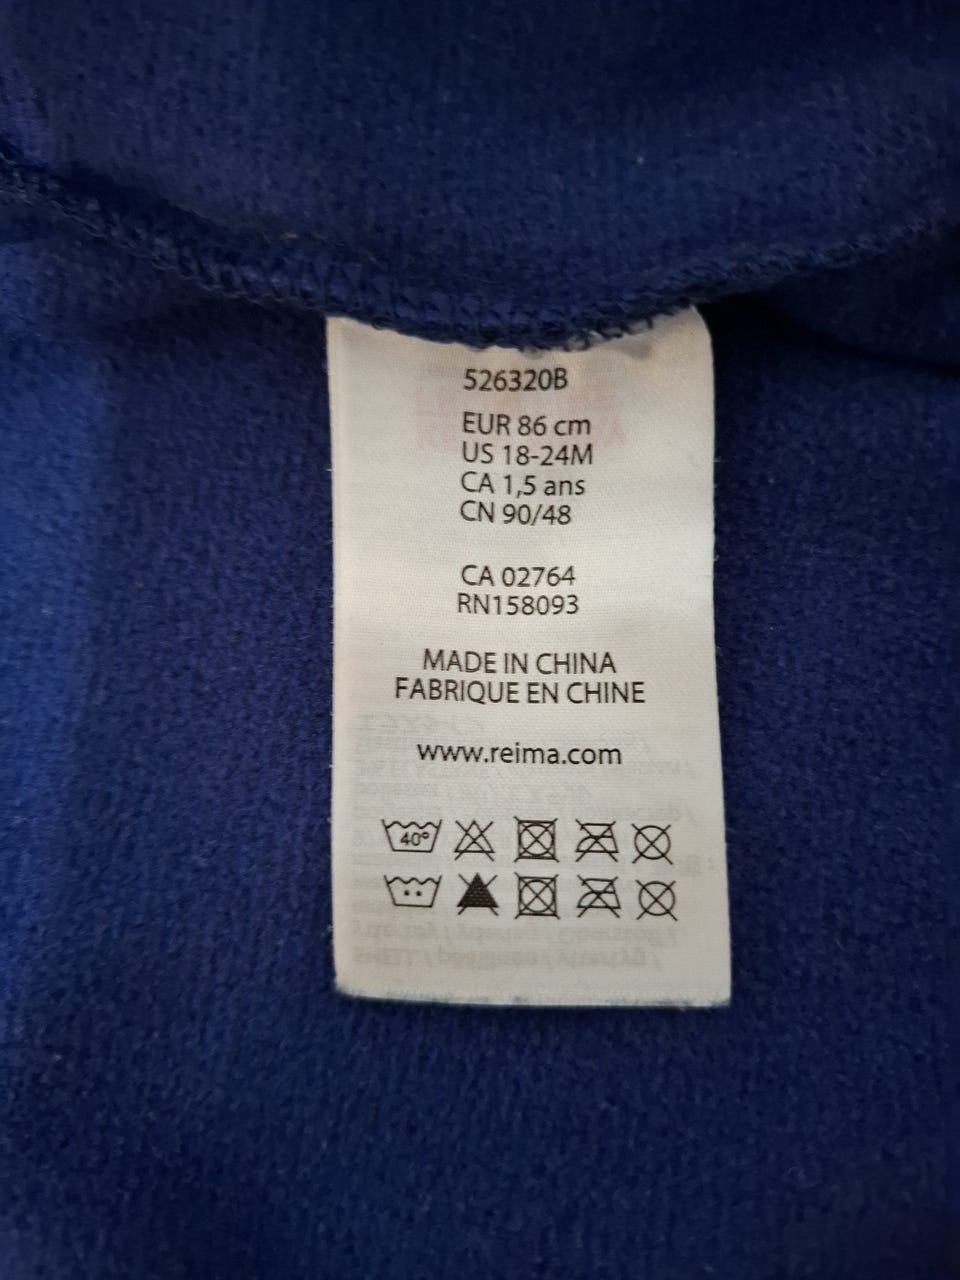 526320B
EUR 86 cm
US 18-24M
CA 1,5 ans
CN 90/48
CA 02764
RN158093
MADE IN CHINA
FABRIQUE EN CHINE
www.reima.com
40°